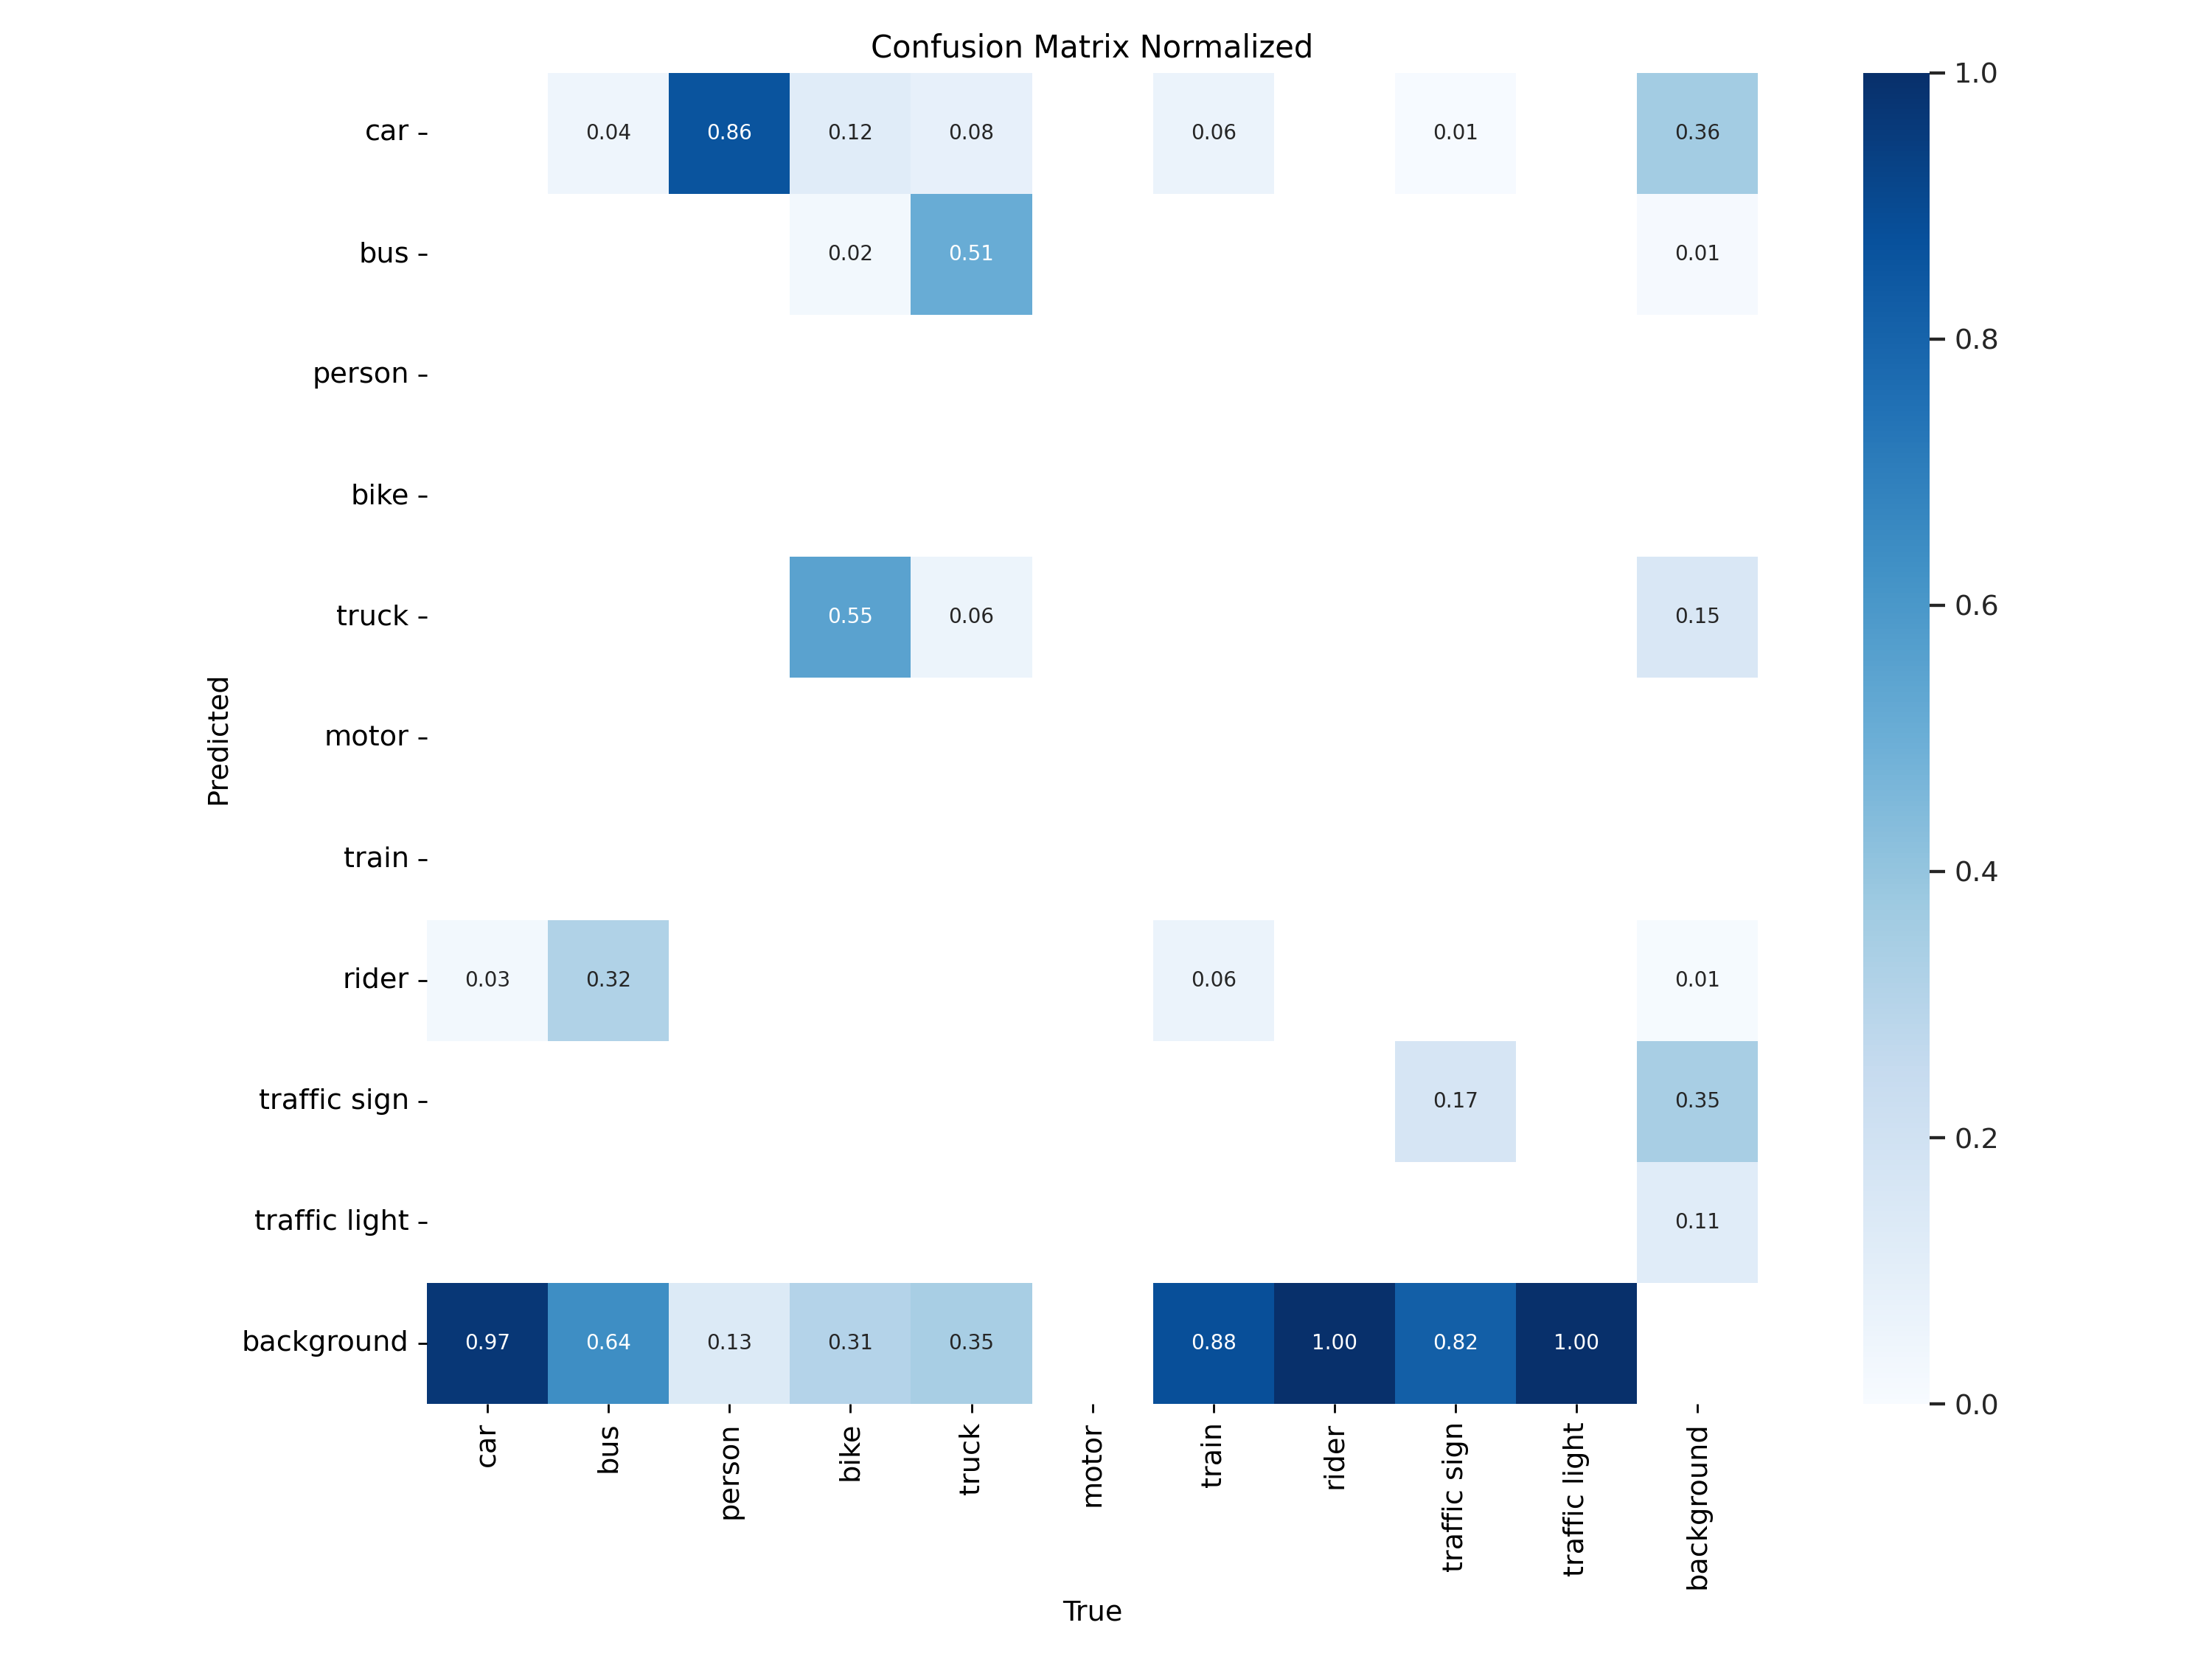 Confusion Matrix Normalized
car 0.04 0.86 0.12 0.08 0.06 0.01 0.36
bus 0.02 0.51 0.01
person
bike
truck 0.55 0.06 0.15
motor
train
rider 0.03 0.32 0.06 0.01
traffic sign 0.17 0.35
traffic light 0.11
background 0.97 0.64 0.13 0.31 0.35 0.88 1.00 0.82 1.00
Predicted
car bus person bike truck motor train rider traffic sign traffic light background
True
1.0
0.8
0.6
0.4
0.2
0.0